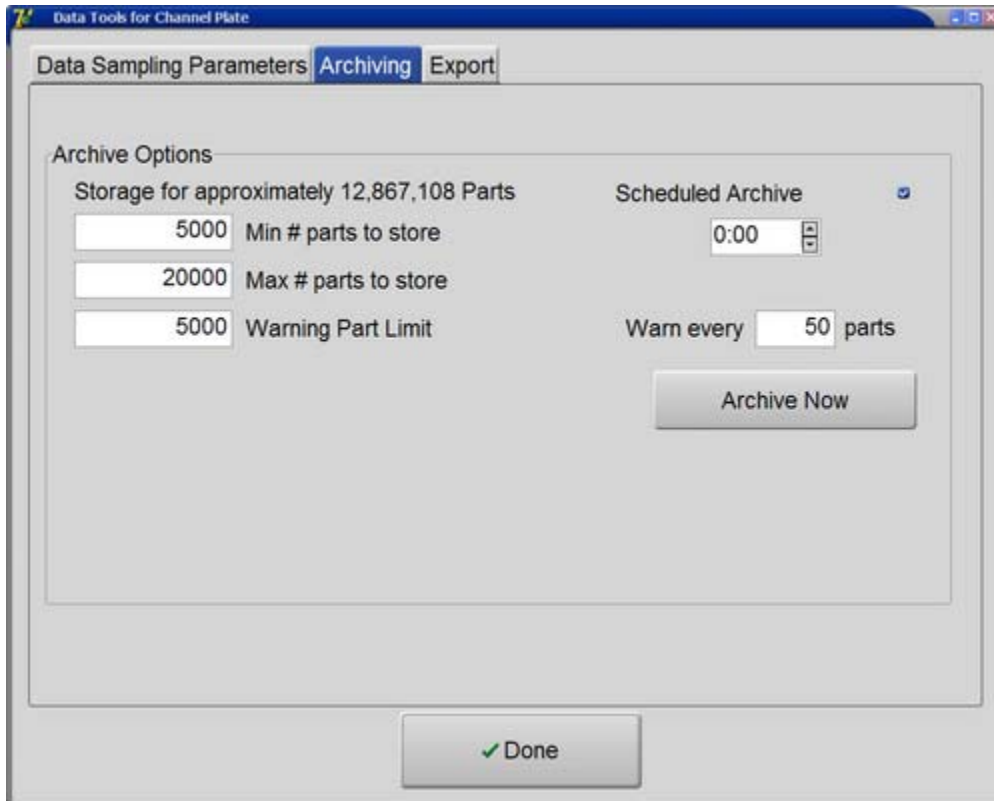 Data Tools for Channel Plate
Data Sampling Parameters Archiving Export
Archive Options
Storage for approximately 12,867,108 Parts
Scheduled Archive
5000 Min # parts to store
0:00
20000 Max # parts to store
5000 Warning Part Limit
Warn every 50 parts
Archive Now
Done